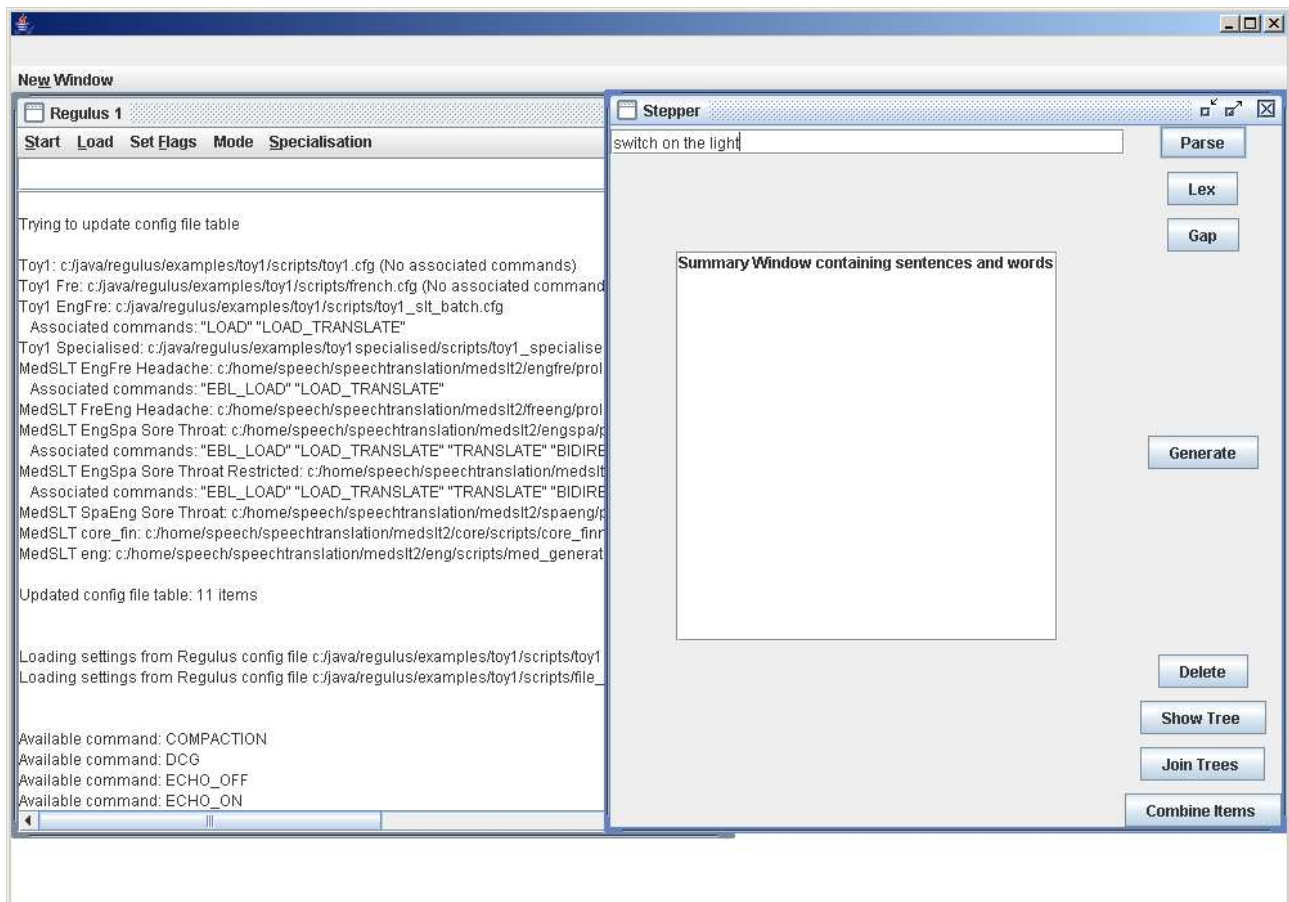 New Window
Regulus 1
Start Load Set Flags Mode Specialisation
Trying to update config file table
Toy1: c:/java/regulus/examples/toy1/scripts/toy1.cfg (No associated commands)
Toy1 Fre: c:/java/regulus/examples/toy1/scripts/french.cfg (No associated command
Toy1 EngFre: c:/java/regulus/examples/toy1/scripts/toy1_slt_batch.cfg
Associated commands: "LOAD" "LOAD_TRANSLATE"
Toy1 Specialised: c:/java/regulus/examples/toy1specialised/scripts/toy1_specialise
MedSLT EngFre Headache: c:/home/speech/speechtranslation/medslt2/engfre/prol
Associated commands: "EBL_LOAD" "LOAD_TRANSLATE"
MedSLT FreEng Headache: c:/home/speech/speechtranslation/medslt2/freeng/prol
MedSLT EngSpa Sore Throat: c:/home/speech/speechtranslation/medslt2/engspa/p
Associated commands: "EBL_LOAD" "LOAD_TRANSLATE" "TRANSLATE" "BIDIRE
MedSLT EngSpa Sore Throat Restricted: c:/home/speech/speechtranslation/medslt
Associated commands: "EBL_LOAD" "LOAD_TRANSLATE" "TRANSLATE" "BIDIRE
MedSLT SpaEng Sore Throat: c:/home/speech/speechtranslation/medslt2/spaeng/p
MedSLT core_fin: c:/home/speech/speechtranslation/medslt2/core/scripts/core_finr
MedSLT eng: c:/home/speech/speechtranslation/medslt2/eng/scripts/med_generat
Updated config file table: 11 items
Loading settings from Regulus config file c:/java/regulus/examples/toy1/scripts/toy1
Loading settings from Regulus config file c:/java/regulus/examples/toy1/scripts/file_
Available command: COMPACTION
Available command: DCG
Available command: ECHO_OFF
Available command: ECHO_ON
Stepper
switch on the light
Parse
Lex
Gap
Summary Window containing sentences and words
Generate
Delete
Show Tree
Join Trees
Combine Items